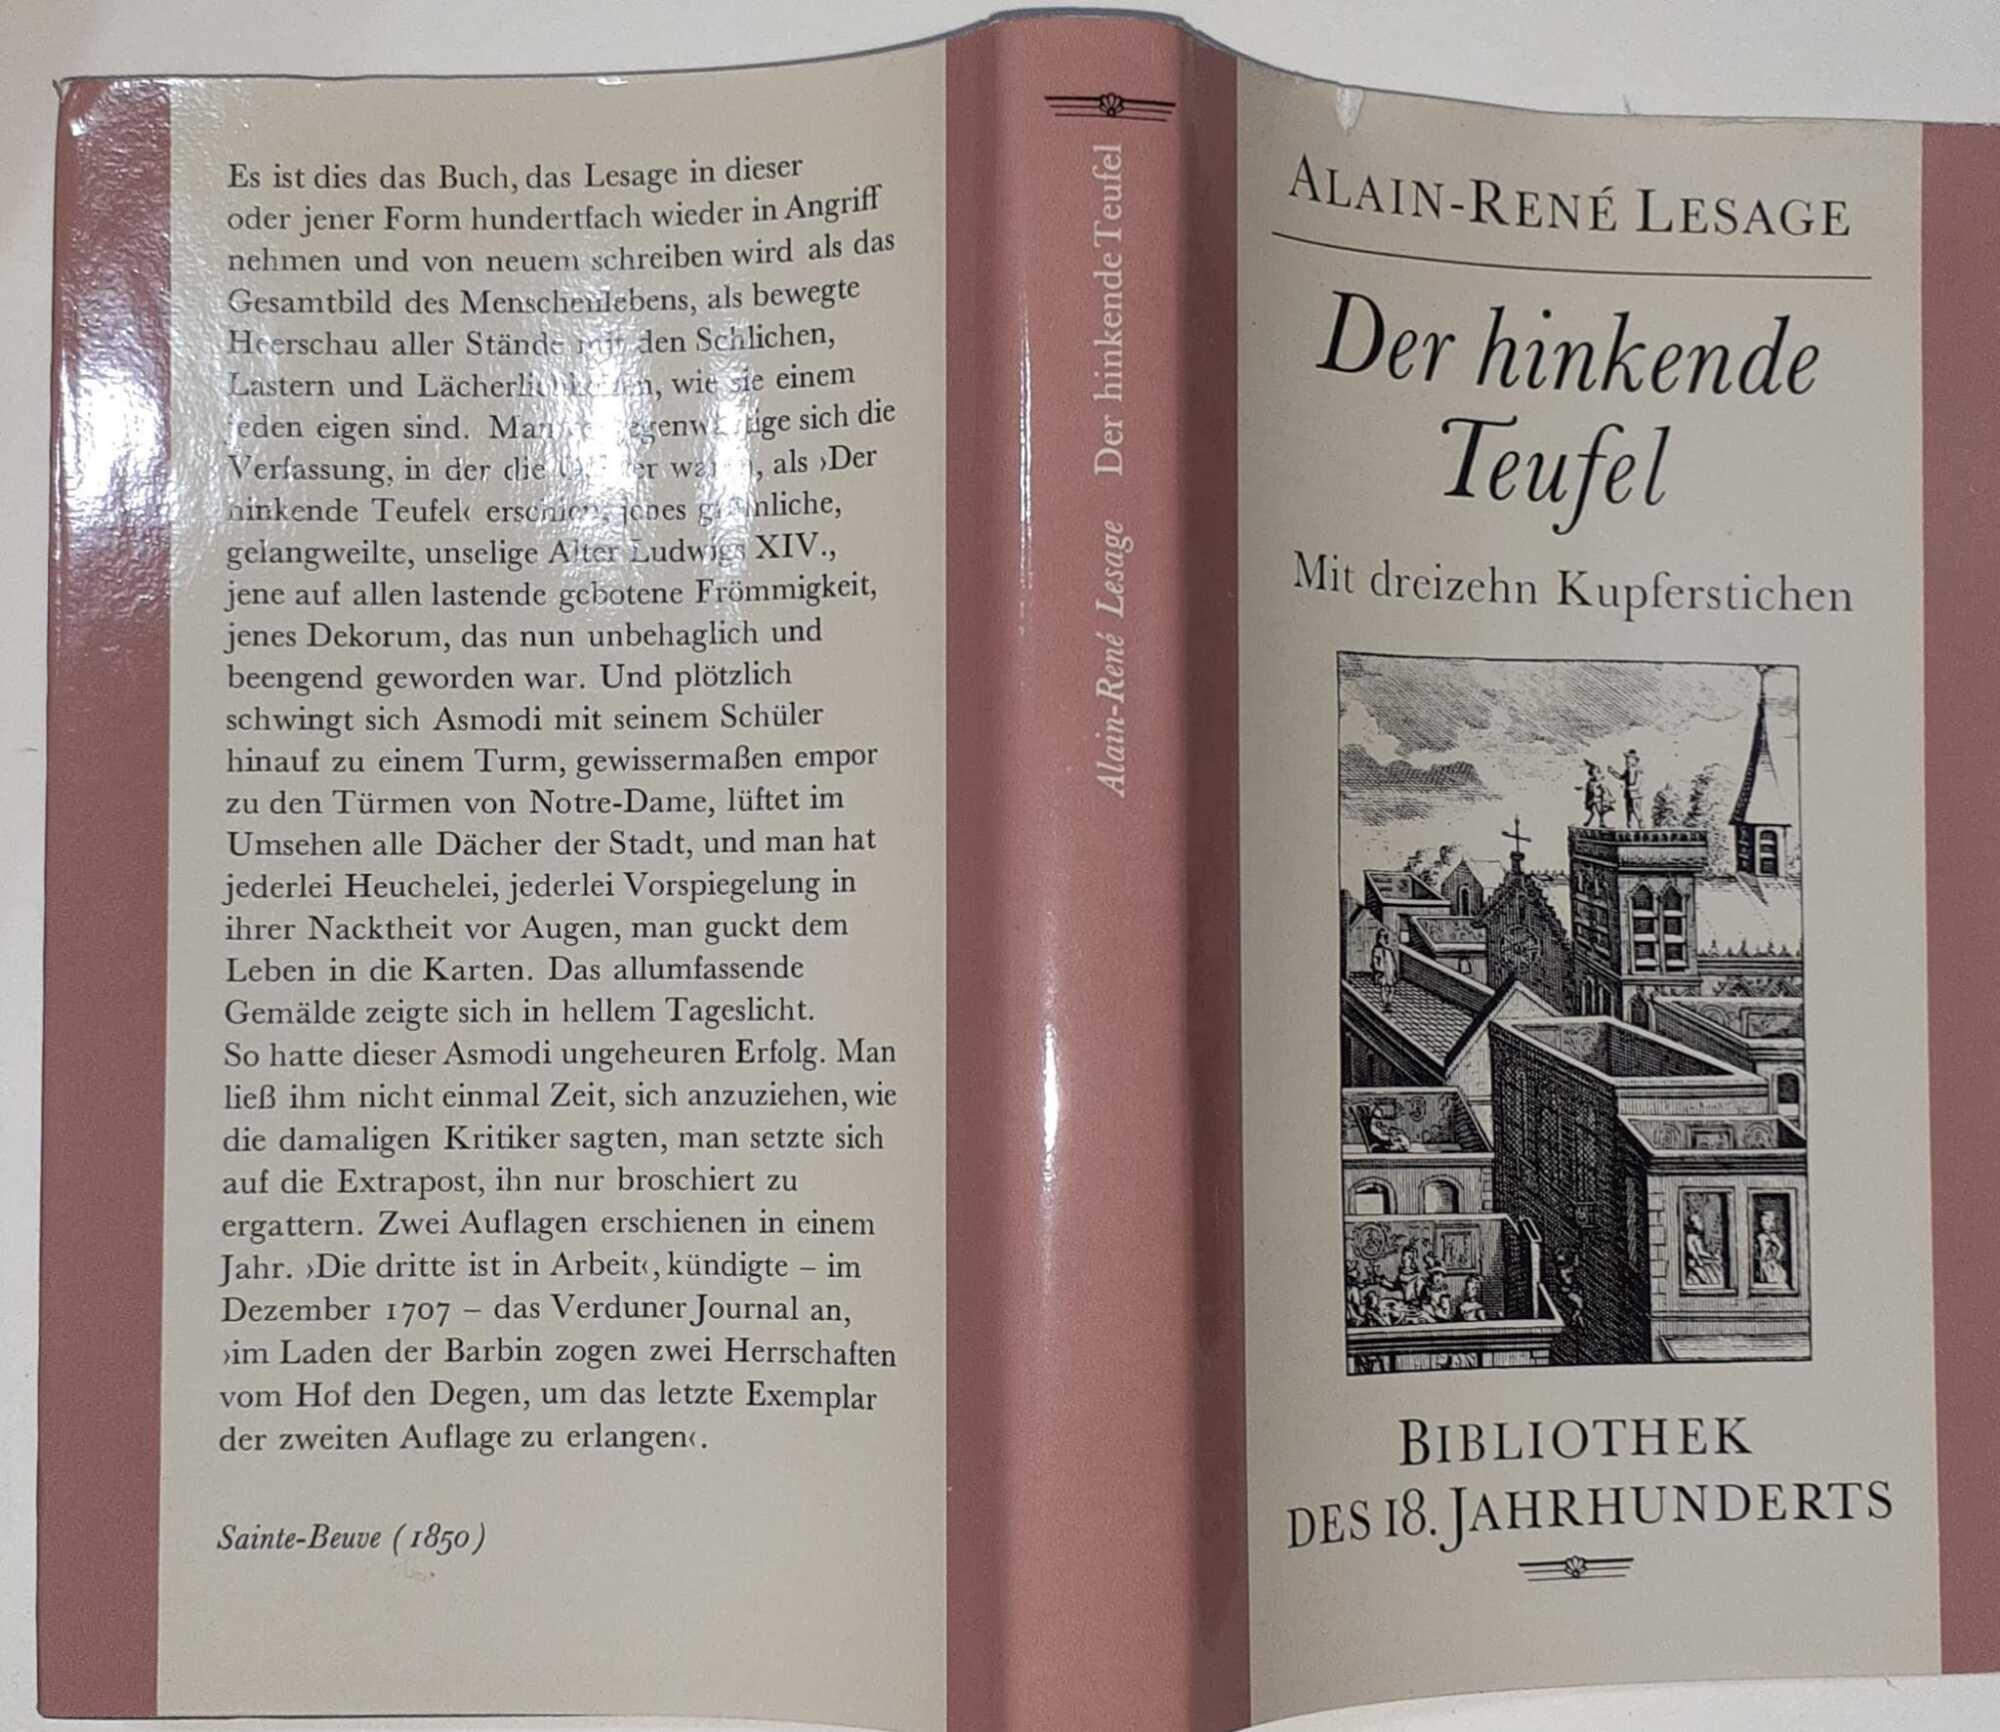 Es ist dies das Buch, das Lesage in dieser
oder jener Form hundertfach wieder in Angriff
nehmen und von neuem schreiben wird als das
Gesamtbild des Menschenlebens, als bewegte
Heerschau aller Stände mit den Schlichen,
Lastern und Lächerlichkeiten, wie sie einem
jeden eigen sind. Man vergegenwärtige sich die
Verfassung, in der die waren, als ›Der
hinkende Teufel‹ erschien, jenes grämliche,
gelangweilte, unselige Alter Ludwigs XIV.,
jene auf allen lastende gebotene Frömmigkeit,
jenes Dekorum, das nun unbehaglich und
beengend geworden war. Und plötzlich
schwingt sich Asmodi mit seinem Schüler
hinauf zu einem Turm, gewissermaßen empor
zu den Türmen von Notre-Dame, lüftet im
Umsehen alle Dächer der Stadt, und man hat
jederlei Heuchelei, jederlei Vorspiegelung in
ihrer Nacktheit vor Augen, man guckt dem
Leben in die Karten. Das allumfassende
Gemälde zeigte sich in hellem Tageslicht.
So hatte dieser Asmodi ungeheuren Erfolg. Man
ließ ihm nicht einmal Zeit, sich anzuziehen, wie
die damaligen Kritiker sagten, man setzte sich
auf die Extrapost, ihn nur broschiert zu
ergattern. Zwei Auflagen erschienen in einem
Jahr. ›Die dritte ist in Arbeit‹, kündigte – im
Dezember 1707 – das Verduner Journal an,
›im Laden der Barbin zogen zwei Herrschaften
vom Hof den Degen, um das letzte Exemplar
der zweiten Auflage zu erlangen‹.
Sainte-Beuve (1850)
Alain-René Lesage Der hinkende Teufel
ALAIN-RENÉ LESAGE
Der hinkende
Teufel
Mit dreizehn Kupferstichen
BIBLIOTHEK
DES 18. JAHRHUNDERTS